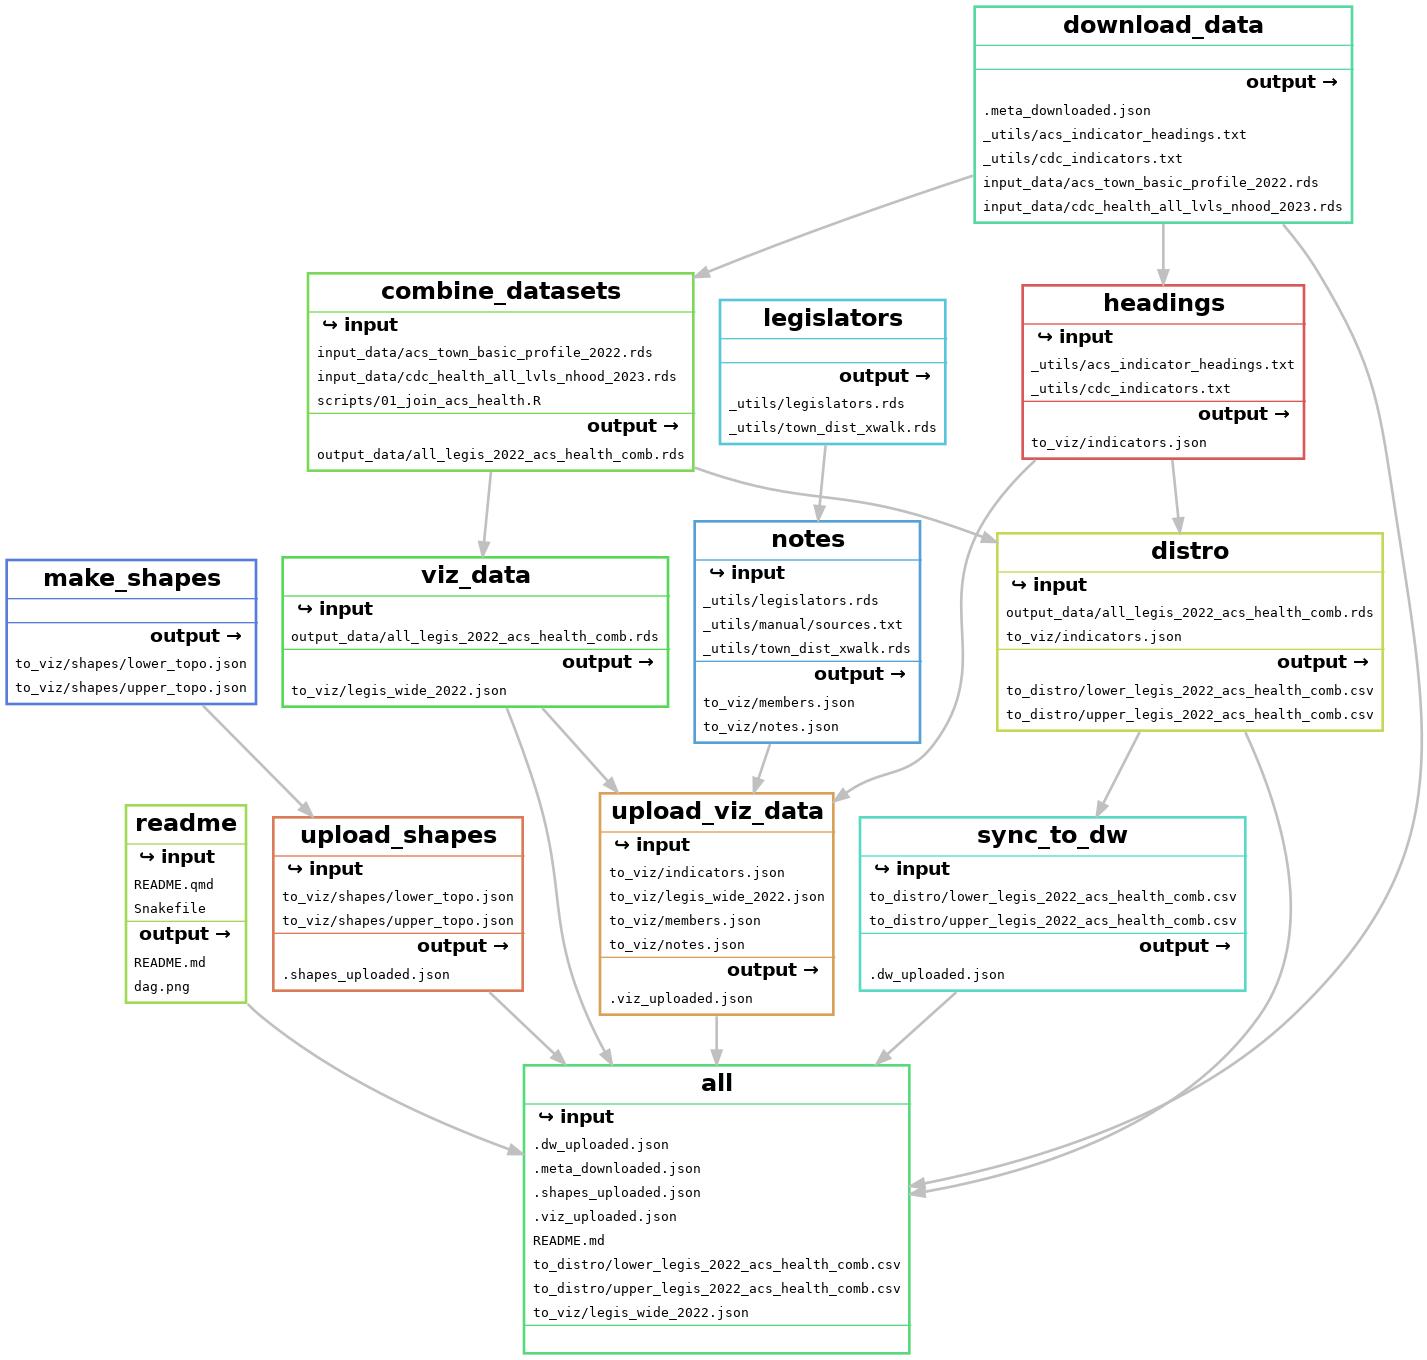 download_data
output →
.meta_downloaded.json
_utils/acs_indicator_headings.txt
_utils/cdc_indicators.txt
input_data/acs_town_basic_profile_2022.rds
input_data/cdc_health_all_lvls_nhood_2023.rds
combine_datasets
↪ input
input_data/acs_town_basic_profile_2022.rds
input_data/cdc_health_all_lvls_nhood_2023.rds
scripts/01_join_acs_health.R
output →
output_data/all_legis_2022_acs_health_comb.rds
legislators
output →
_utils/legislators.rds
_utils/town_dist_xwalk.rds
headings
↪ input
_utils/acs_indicator_headings.txt
_utils/cdc_indicators.txt
output →
to_viz/indicators.json
make_shapes
output →
to_viz/shapes/lower_topo.json
to_viz/shapes/upper_topo.json
viz_data
↪ input
output_data/all_legis_2022_acs_health_comb.rds
output →
to_viz/legis_wide_2022.json
notes
↪ input
_utils/legislators.rds
_utils/manual/sources.txt
_utils/town_dist_xwalk.rds
output →
to_viz/members.json
to_viz/notes.json
distro
↪ input
output_data/all_legis_2022_acs_health_comb.rds
to_viz/indicators.json
output →
to_distro/lower_legis_2022_acs_health_comb.csv
to_distro/upper_legis_2022_acs_health_comb.csv
readme
↪ input
README.qmd
Snakefile
output →
README.md
dag.png
upload_shapes
↪ input
to_viz/shapes/lower_topo.json
to_viz/shapes/upper_topo.json
output →
.shapes_uploaded.json
upload_viz_data
↪ input
to_viz/indicators.json
to_viz/legis_wide_2022.json
to_viz/members.json
to_viz/notes.json
output →
.viz_uploaded.json
sync_to_dw
↪ input
to_distro/lower_legis_2022_acs_health_comb.csv
to_distro/upper_legis_2022_acs_health_comb.csv
output →
.dw_uploaded.json
all
↪ input
.dw_uploaded.json
.meta_downloaded.json
.shapes_uploaded.json
.viz_uploaded.json
README.md
to_distro/lower_legis_2022_acs_health_comb.csv
to_distro/upper_legis_2022_acs_health_comb.csv
to_viz/legis_wide_2022.json